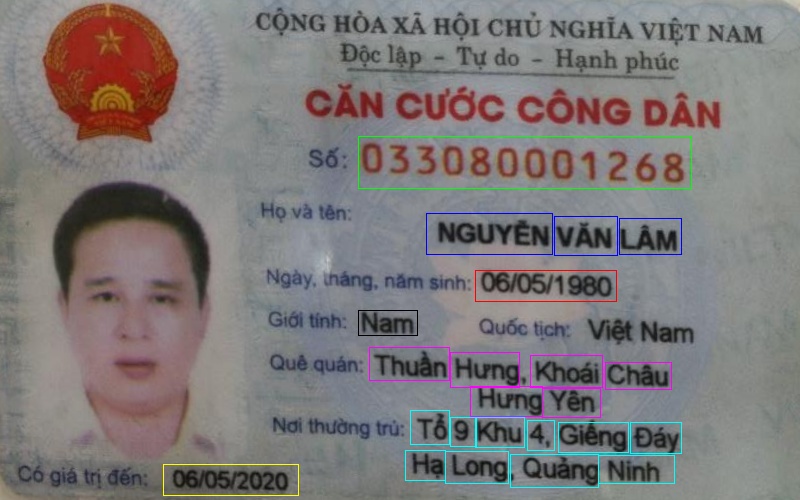 CỘNG HÒA XÃ HỘI CHỦ NGHĨA VIỆT NAM
Độc lập - Tự do - Hạnh phúc
CĂN CƯỚC CÔNG DÂN
Số: 033080001268
Họ và tên:
NGUYỄN VĂN LÂM
Ngày, tháng, năm sinh: 06/05/1980
Giới tính: Nam Quốc tịch: Việt Nam
Quê quán: Thuần Hưng, Khoái Châu
Hưng Yên
Nơi thường trú: Tổ 9 Khu 4, Giếng Đáy
Hạ Long, Quảng Ninh
Có giá trị đến: 06/05/2020